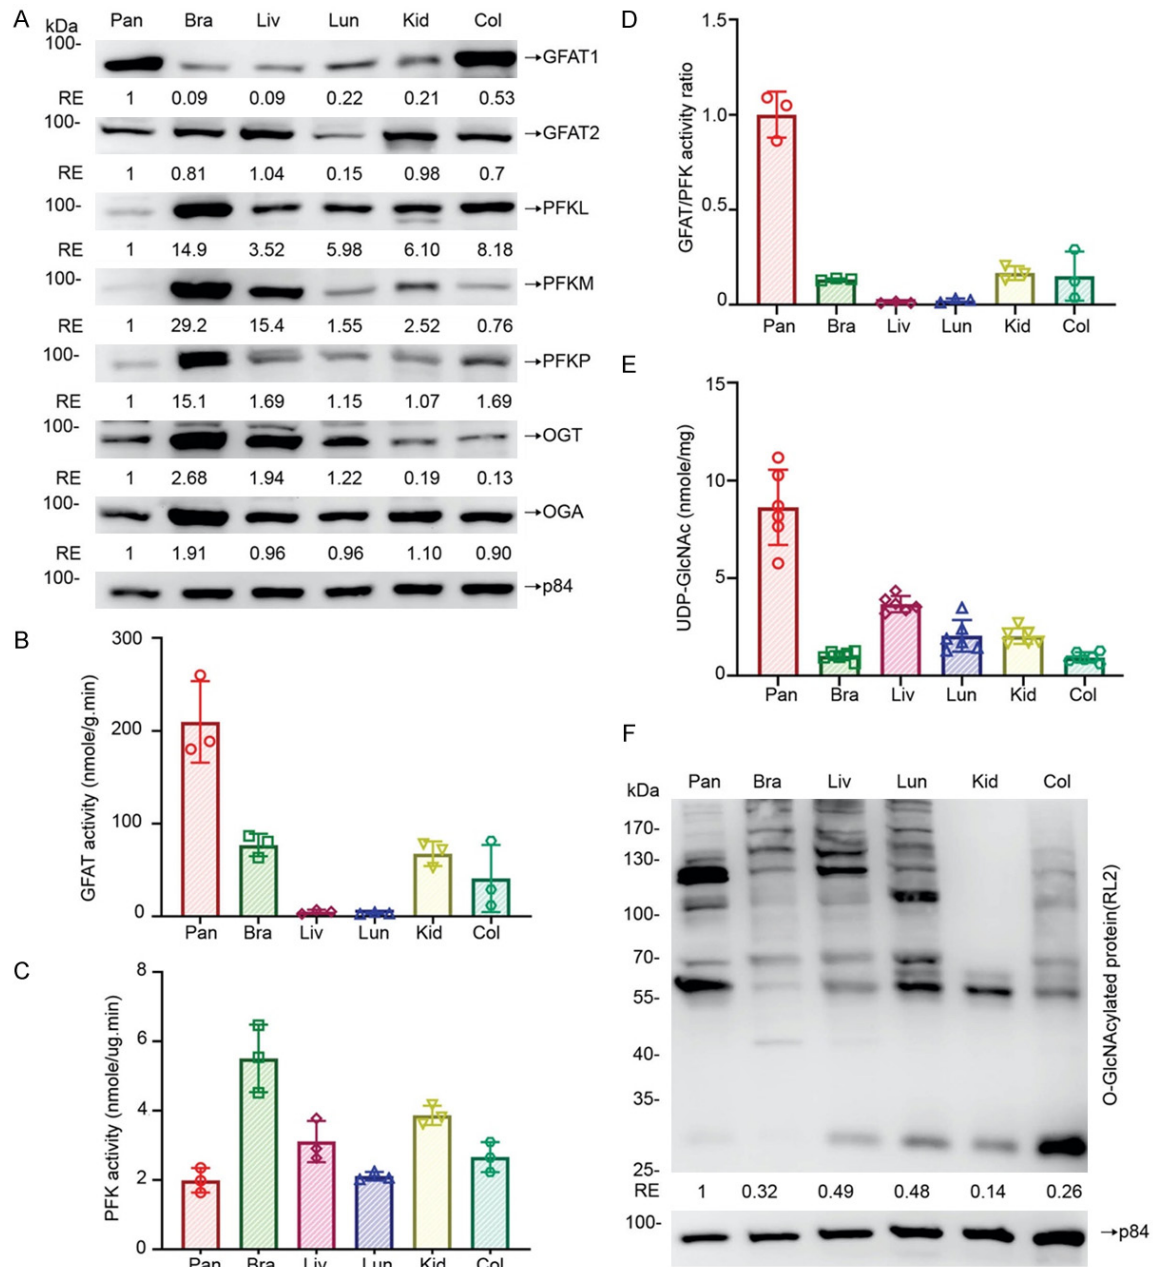 A
kDa Pan Bra Liv Lun Kid Col
100- →GFAT1
RE 1 0.09 0.09 0.22 0.21 0.53
100- →GFAT2
RE 1 0.81 1.04 0.15 0.98 0.7
100- →PFKL
RE 1 14.9 3.52 5.98 6.10 8.18
100- →PFKM
RE 1 29.2 15.4 1.55 2.52 0.76
100- →PFKP
RE 1 15.1 1.69 1.15 1.07 1.69
100- →OGT
RE 1 2.68 1.94 1.22 0.19 0.13
100- →OGA
RE 1 1.91 0.96 0.96 1.10 0.90
100- →p84
B
GFAT activity (nmole/g.min)
300
200
100
0
Pan Bra Liv Lun Kid Col
C
PFK activity (nmole/ug.min)
8
6
4
2
0
Pan Bra Liv Lun Kid Col
D
GFAT/PFK activity ratio
1.5
1.0
0.5
0
Pan Bra Liv Lun Kid Col
E
UDP-GlcNAc (nmole/mg)
15
10
5
0
Pan Bra Liv Lun Kid Col
F
kDa Pan Bra Liv Lun Kid Col
170-
130-
100-
70-
55-
40-
35-
25-
O-GlcNAcylated protein(RL2)
RE 1 0.32 0.49 0.48 0.14 0.26
100- →p84